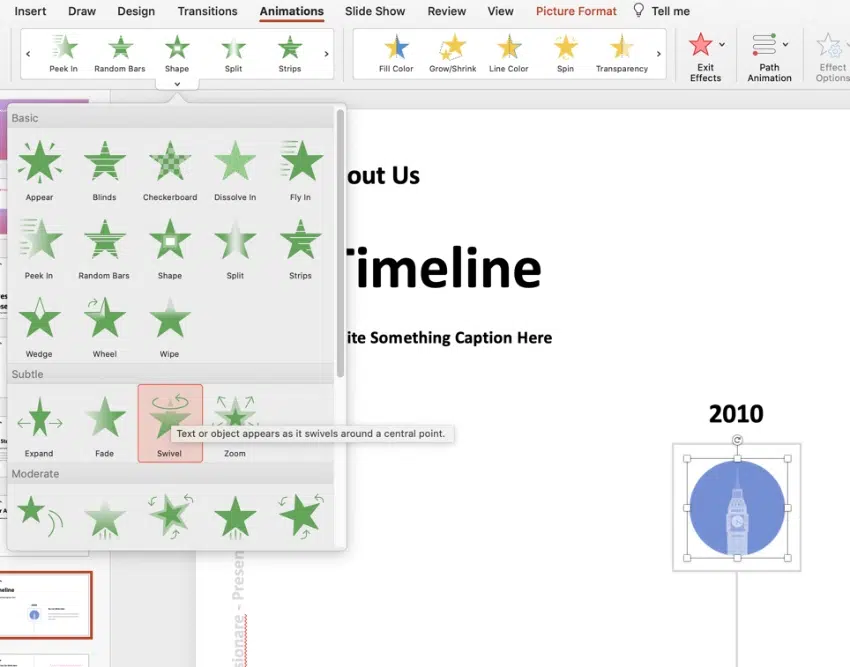 Insert Draw Design Transitions Animations Slide Show Review View Picture Format Tell me
Peek In Random Bars Shape Split Strips Fill Color Grow/Shrink Line Color Spin Transparency Exit Effects Path Animation Effect Options
Basic
Appear Blinds Checkerboard Dissolve In Fly In
Peek In Random Bars Shape Split Strips
Wedge Wheel Wipe
Subtle
Expand Fade Swivel Zoom
Text or object appears as it swivels around a central point.
Moderate
out Us
Timeline
ite Something Caption Here
2010
sionare - Presen